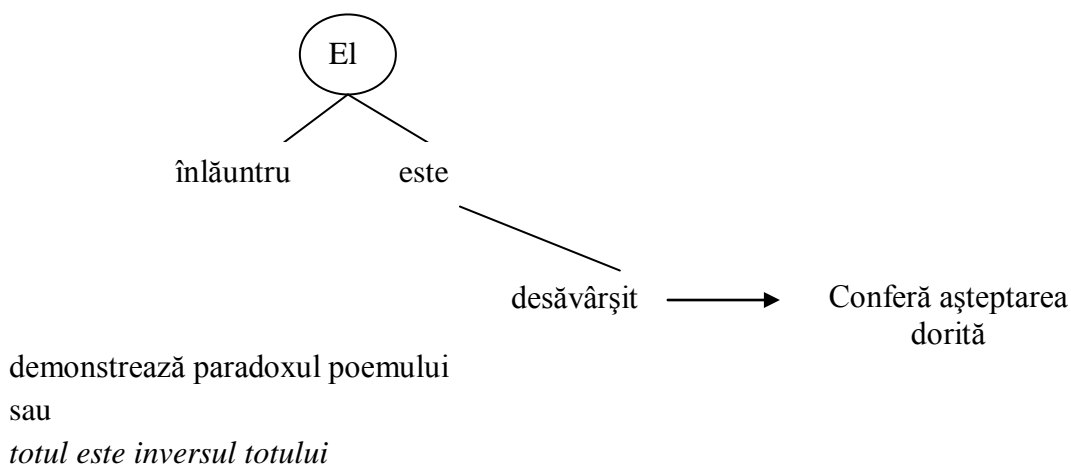 El
înlăuntru este
desăvârşit Conferă aşteptarea
dorită
demonstrează paradoxul poemului
sau
totul este inversul totului